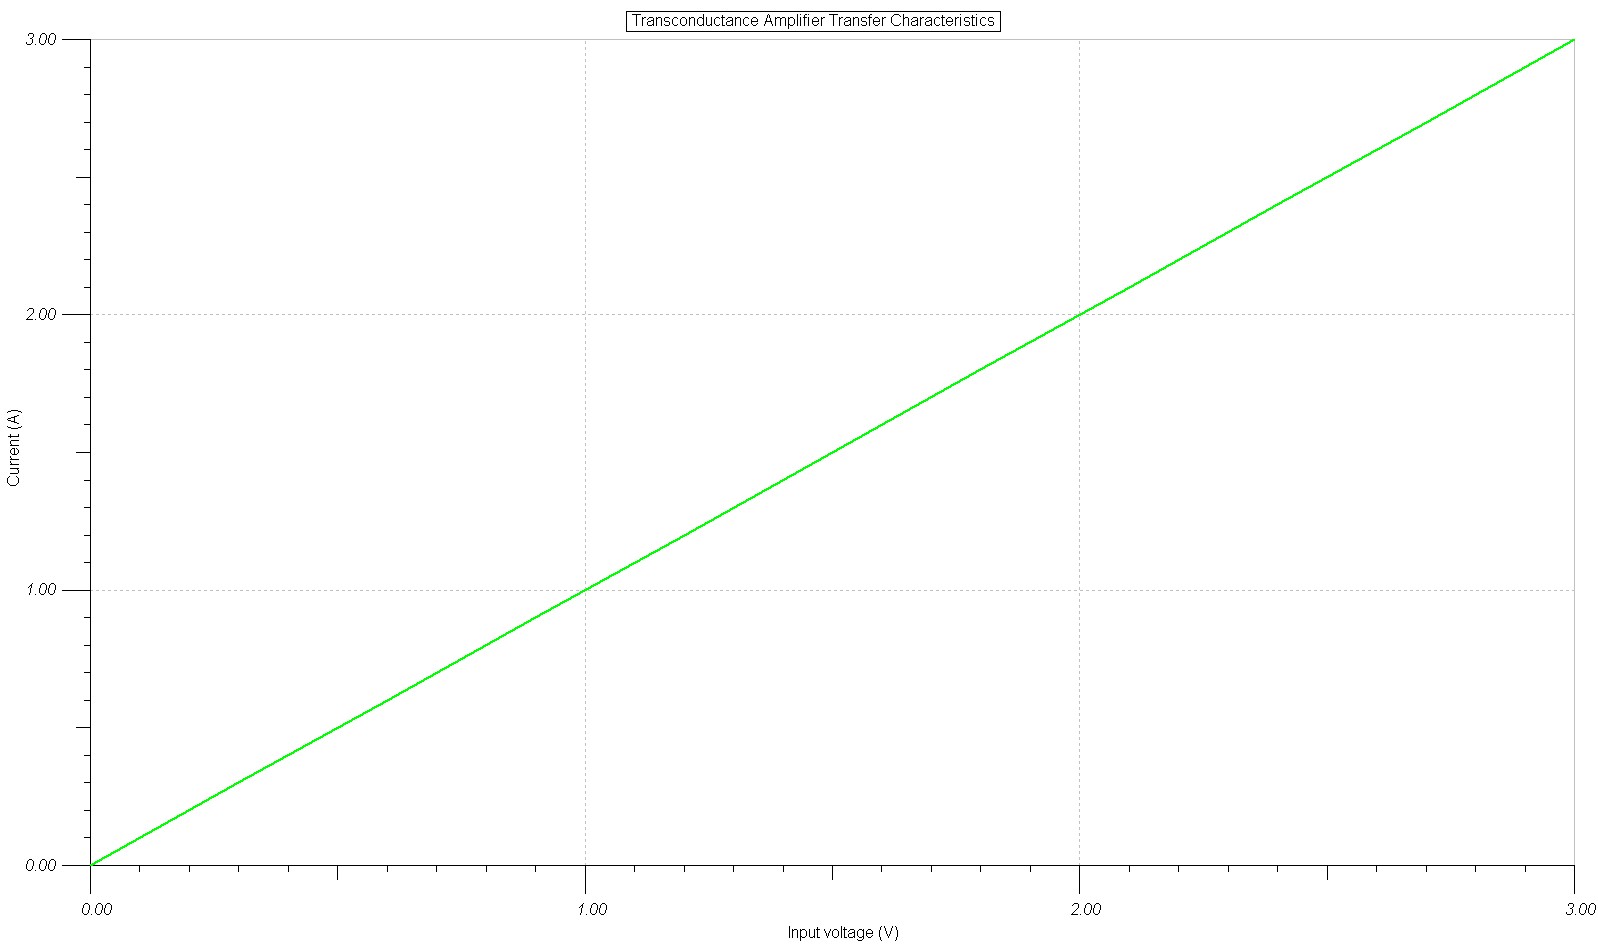 Transconductance Amplifier Transfer Characteristics
3.00
2.00
Current (A)
1.00
0.00
0.00 1.00 2.00 3.00
Input voltage (V)